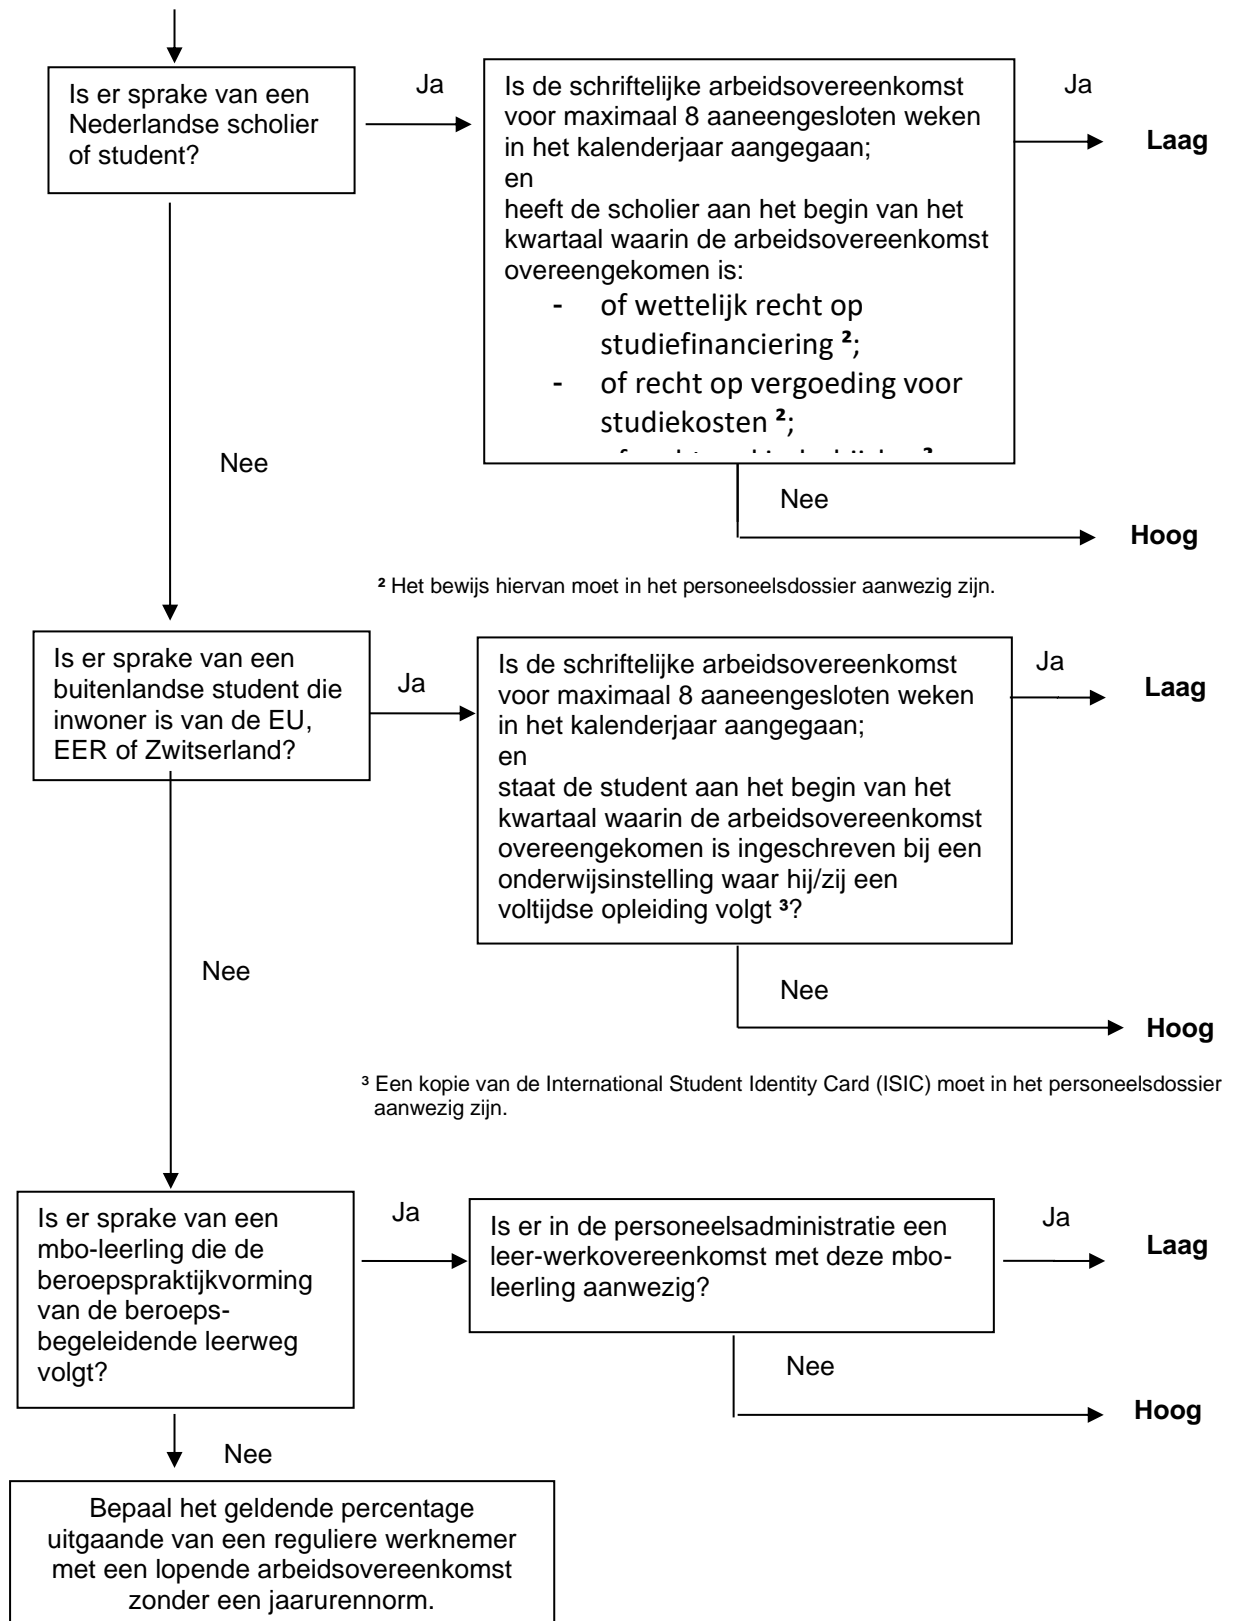 Is er sprake van een
Nederlandse scholier
of student?
Ja
Is de schriftelijke arbeidsovereenkomst
voor maximaal 8 aaneengesloten weken
in het kalenderjaar aangegaan;
en
heeft de scholier aan het begin van het
kwartaal waarin de arbeidsovereenkomst
overeengekomen is:
- of wettelijk recht op
studiefinanciering ²;
- of recht op vergoeding voor
studiekosten ²;
Ja
Laag
Nee
Nee
Hoog
² Het bewijs hiervan moet in het personeelsdossier aanwezig zijn.
Is er sprake van een
buitenlandse student die
inwoner is van de EU,
EER of Zwitserland?
Ja
Is de schriftelijke arbeidsovereenkomst
voor maximaal 8 aaneengesloten weken
in het kalenderjaar aangegaan;
en
staat de student aan het begin van het
kwartaal waarin de arbeidsovereenkomst
overeengekomen is ingeschreven bij een
onderwijsinstelling waar hij/zij een
voltijdse opleiding volgt ³?
Ja
Laag
Nee
Nee
Hoog
³ Een kopie van de International Student Identity Card (ISIC) moet in het personeelsdossier
aanwezig zijn.
Is er sprake van een
mbo-leerling die de
beroepspraktijkvorming
van de beroeps-
begeleidende leerweg
volgt?
Ja
Is er in de personeelsadministratie een
leer-werkovereenkomst met deze mbo-
leerling aanwezig?
Ja
Laag
Nee
Hoog
Nee
Bepaal het geldende percentage
uitgaande van een reguliere werknemer
met een lopende arbeidsovereenkomst
zonder een jaarurennorm.